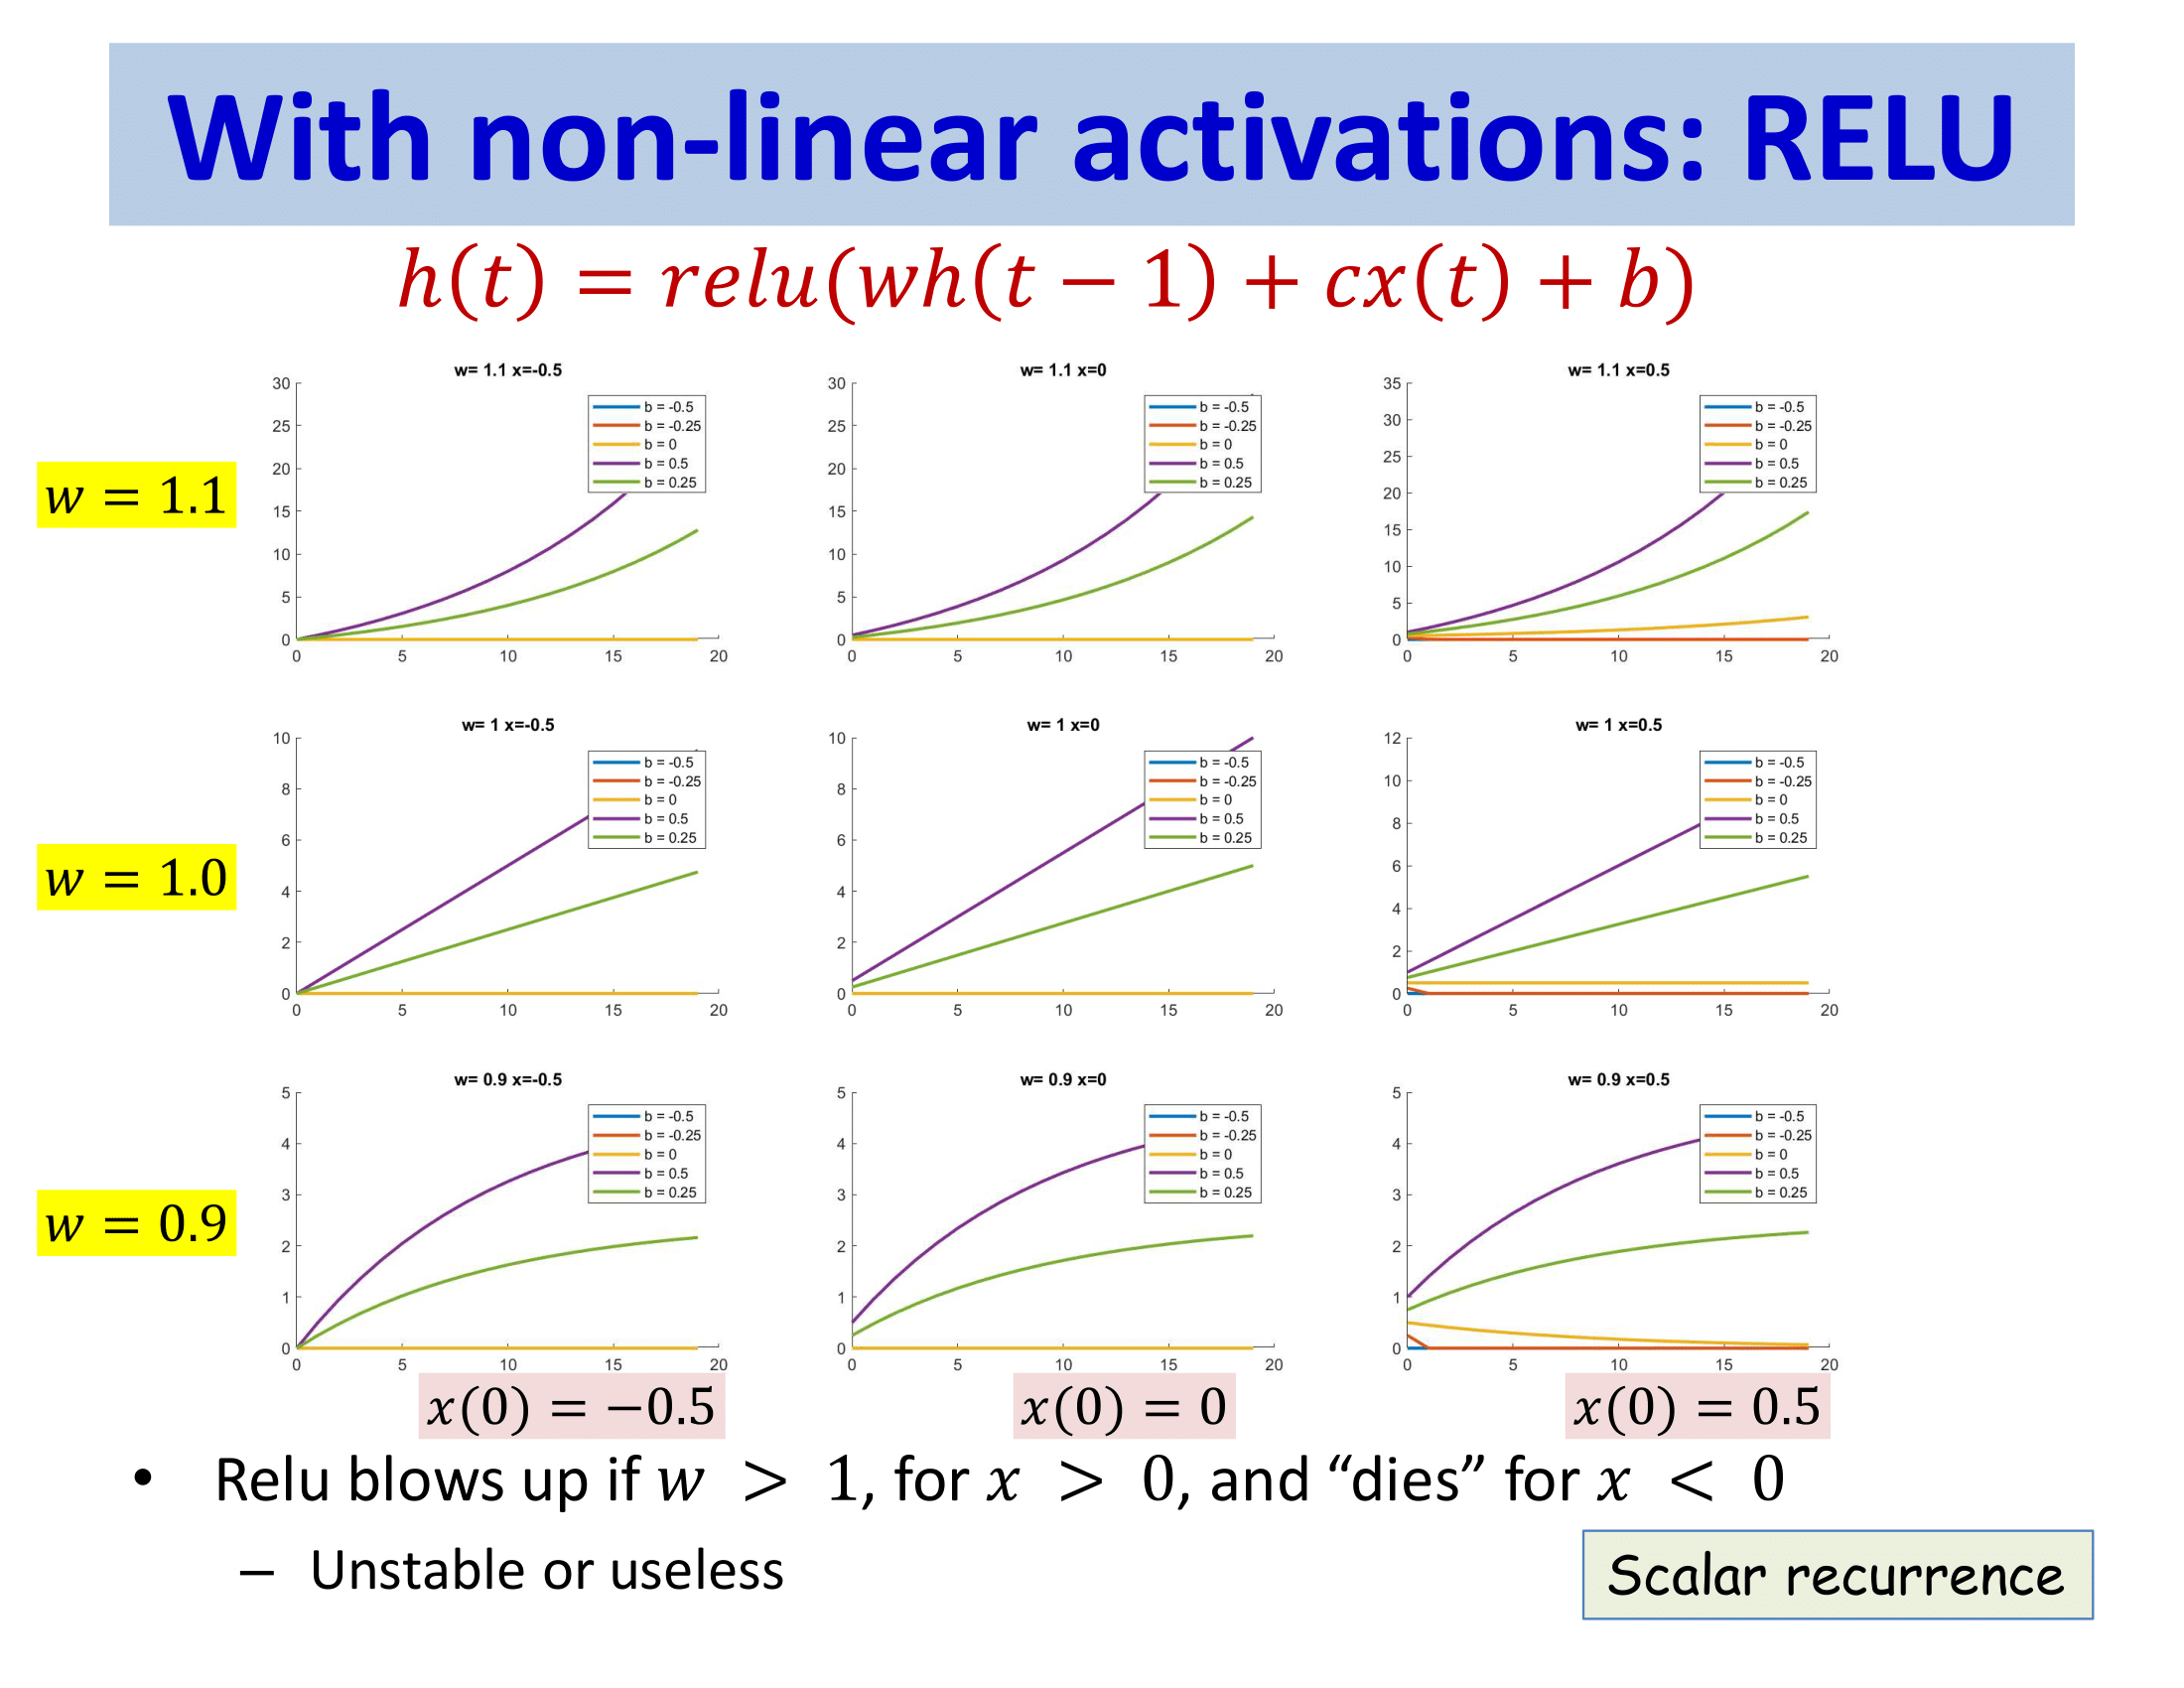 With non-linear activations: RELU
h(t) = relu(wh(t − 1) + cx(t) + b)
w = 1.1
w= 1.1 x=-0.5
30
25
20
15
10
5
0
0 5 10 15 20
b = -0.5
b = -0.25
b = 0
b = 0.5
b = 0.25
w= 1.1 x=0
30
25
20
15
10
5
0
0 5 10 15 20
b = -0.5
b = -0.25
b = 0
b = 0.5
b = 0.25
w= 1.1 x=0.5
35
30
25
20
15
10
5
0
0 5 10 15 20
b = -0.5
b = -0.25
b = 0
b = 0.5
b = 0.25
w = 1.0
w= 1 x=-0.5
10
8
6
4
2
0
0 5 10 15 20
b = -0.5
b = -0.25
b = 0
b = 0.5
b = 0.25
w= 1 x=0
10
8
6
4
2
0
0 5 10 15 20
b = -0.5
b = -0.25
b = 0
b = 0.5
b = 0.25
w= 1 x=0.5
12
10
8
6
4
2
0
0 5 10 15 20
b = -0.5
b = -0.25
b = 0
b = 0.5
b = 0.25
w = 0.9
w= 0.9 x=-0.5
5
4
3
2
1
0
0 5 10 15 20
b = -0.5
b = -0.25
b = 0
b = 0.5
b = 0.25
w= 0.9 x=0
5
4
3
2
1
0
0 5 10 15 20
b = -0.5
b = -0.25
b = 0
b = 0.5
b = 0.25
w= 0.9 x=0.5
5
4
3
2
1
0
0 5 10 15 20
b = -0.5
b = -0.25
b = 0
b = 0.5
b = 0.25
x(0) = −0.5
x(0) = 0
x(0) = 0.5
• Relu blows up if w > 1, for x > 0, and “dies” for x < 0
– Unstable or useless
Scalar recurrence